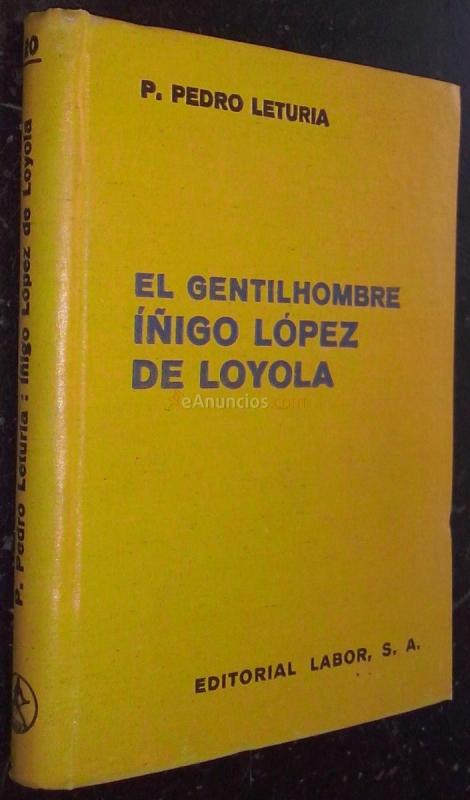 P. PEDRO LETURIA
EL GENTILHOMBRE
ÍÑIGO LÓPEZ
DE LOYOLA
EDITORIAL LABOR, S. A.
P. Pedro Leturia : Íñigo López de Loyola
eAnuncios.com